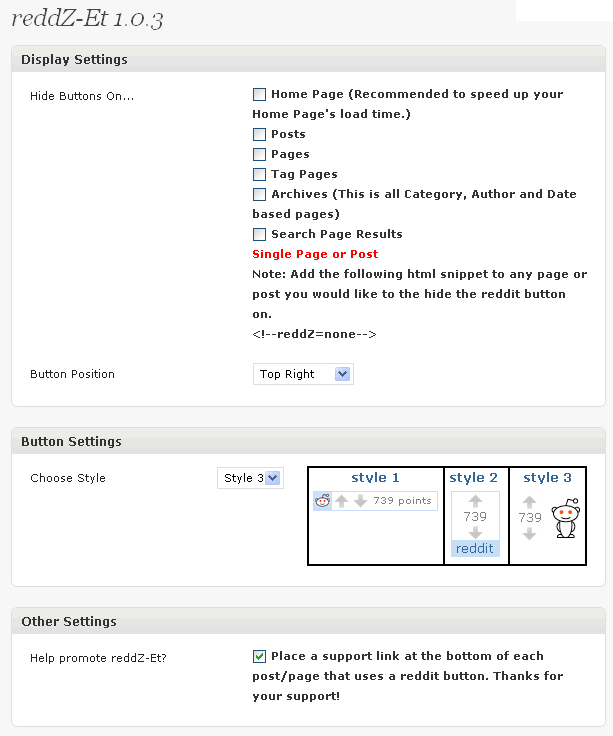 reddZ-Et 1.0.3
Display Settings
Hide Buttons On...
Home Page (Recommended to speed up your
Home Page's load time.)
Posts
Pages
Tag Pages
Archives (This is all Category, Author and Date
based pages)
Search Page Results
Single Page or Post
Note: Add the following html snippet to any page or
post you would like to the hide the reddit button
on.
<!--reddZ=none-->
Button Position
Top Right
Button Settings
Choose Style
Style 3
style 1
739 points
style 2
739
reddit
style 3
739
Other Settings
Help promote reddZ-Et?
Place a support link at the bottom of each
post/page that uses a reddit button. Thanks for
your support!